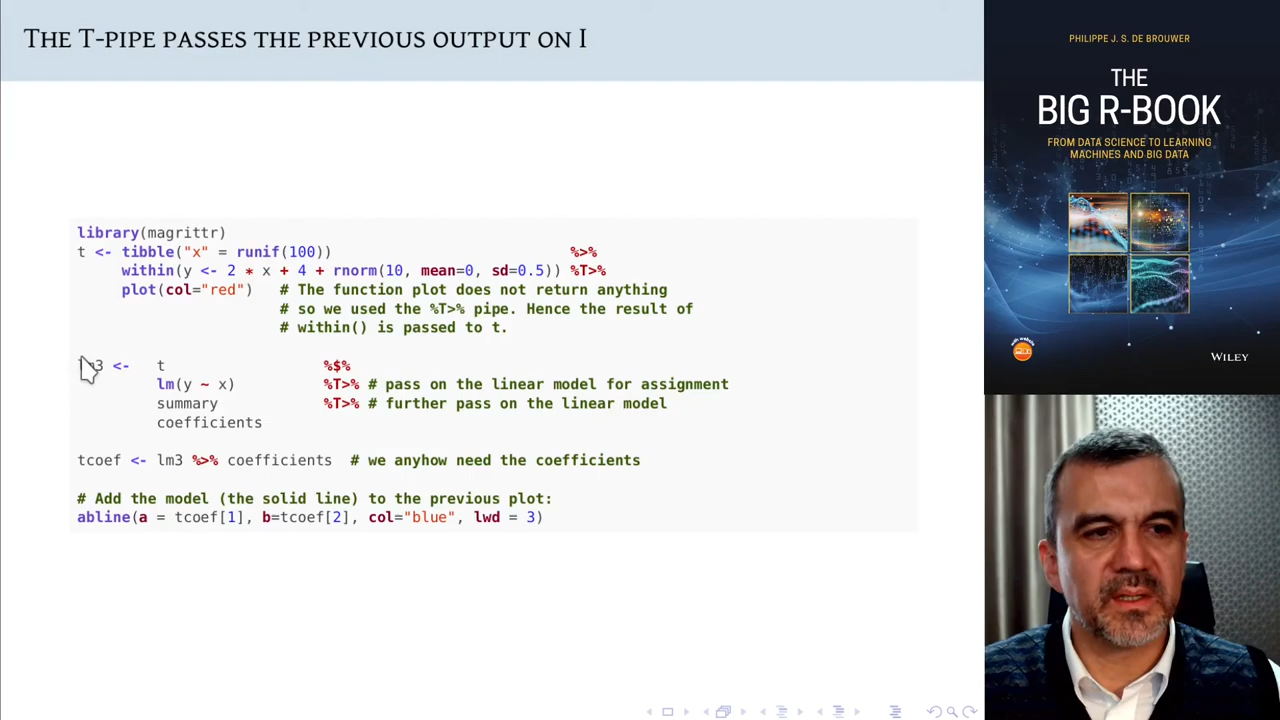 THE T-PIPE PASSES THE PREVIOUS OUTPUT ON I
library(magrittr)
t <- tibble("x" = runif(100)) %>%
within(y <- 2 * x + 4 + rnorm(10, mean=0, sd=0.5)) %T>%
plot(col="red") # The function plot does not return anything
# so we used the %T>% pipe. Hence the result of
# within() is passed to t.
lm3 <- t %$%
lm(y ~ x) %T>% # pass on the linear model for assignment
summary %T>% # further pass on the linear model
coefficients
tcoef <- lm3 %>% coefficients # we anyhow need the coefficients
# Add the model (the solid line) to the previous plot:
abline(a = tcoef[1], b=tcoef[2], col="blue", lwd = 3)
PHILIPPE J. S. DE BROUWER
THE
BIG R-BOOK
FROM DATA SCIENCE TO LEARNING
MACHINES AND BIG DATA
WILEY